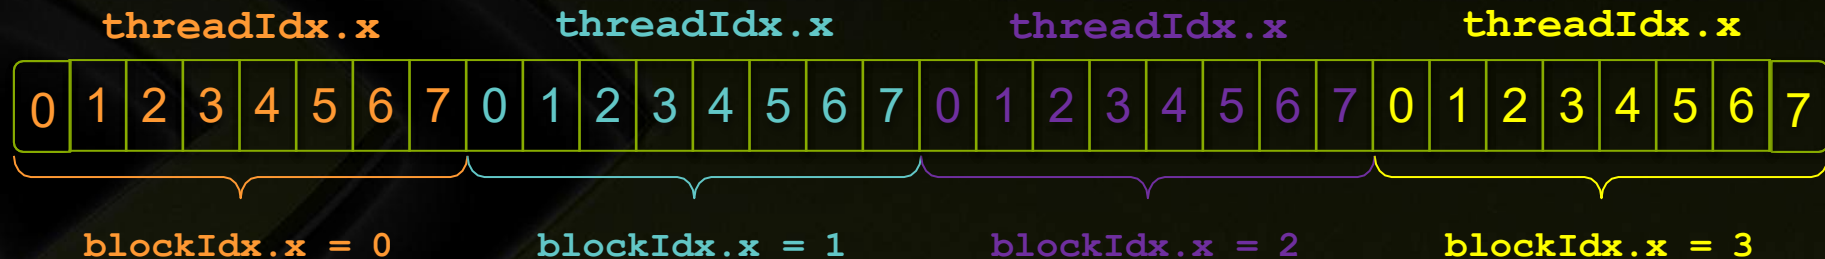 threadIdx.x threadIdx.x threadIdx.x threadIdx.x
0 1 2 3 4 5 6 7 0 1 2 3 4 5 6 7 0 1 2 3 4 5 6 7 0 1 2 3 4 5 6 7
blockIdx.x = 0 blockIdx.x = 1 blockIdx.x = 2 blockIdx.x = 3